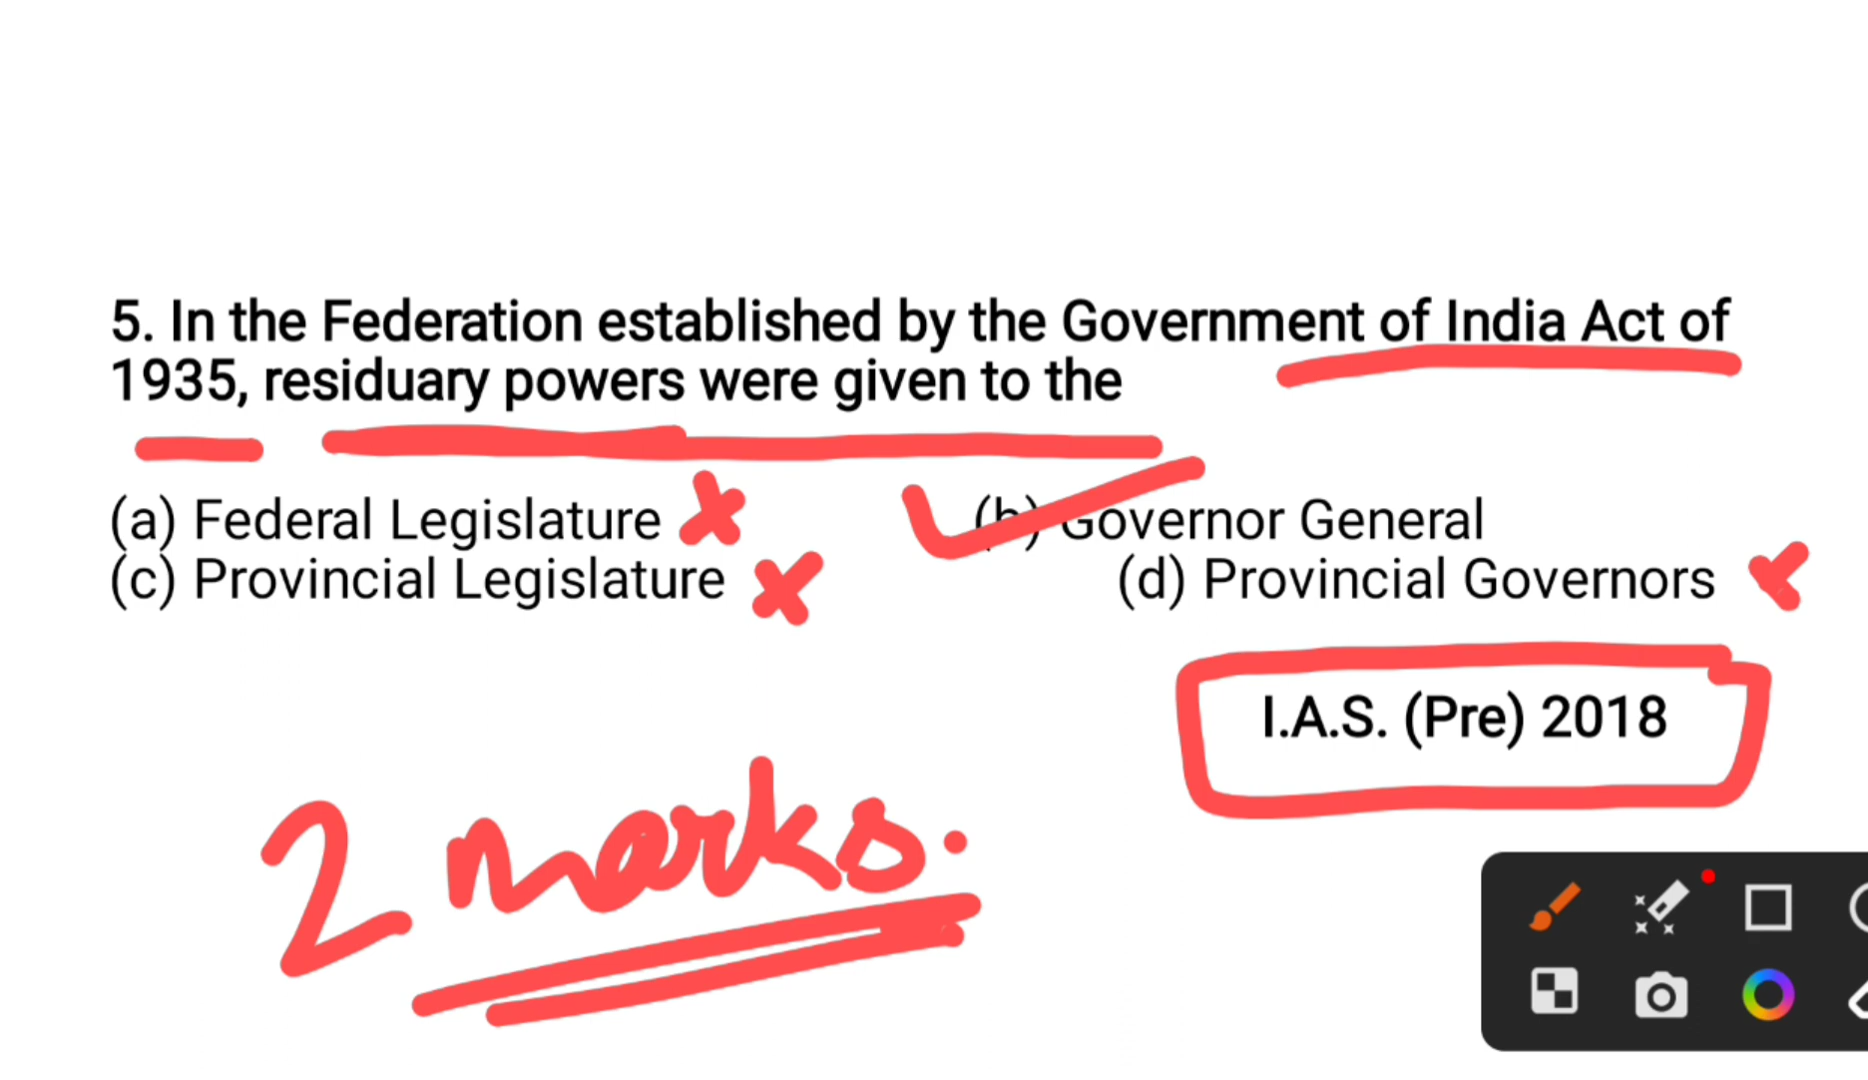 5. In the Federation established by the Government of India Act of
1935, residuary powers were given to the
(a) Federal Legislature (b) Governor General
(c) Provincial Legislature (d) Provincial Governors
I.A.S. (Pre) 2018
2 marks.